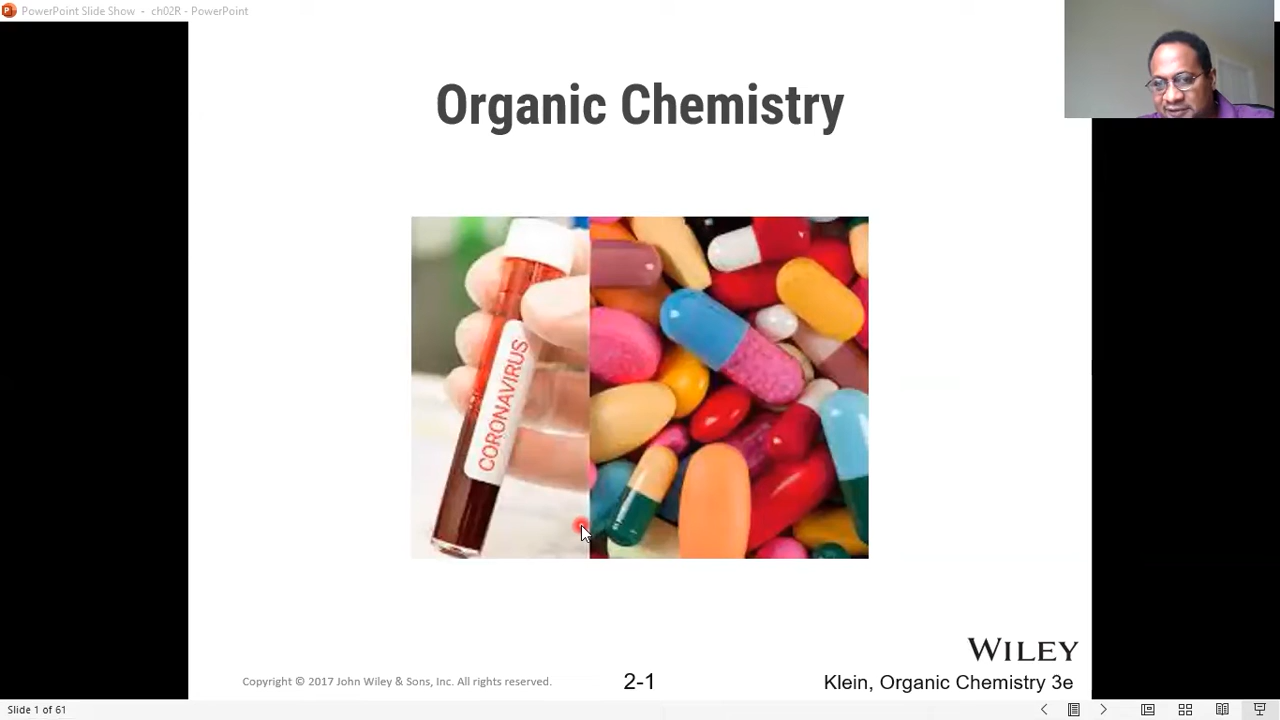 PowerPoint Slide Show - ch02R - PowerPoint
Organic Chemistry
CORONAVIRUS
WILEY
Copyright © 2017 John Wiley & Sons, Inc. All rights reserved.
2-1
Klein, Organic Chemistry 3e
Slide 1 of 61